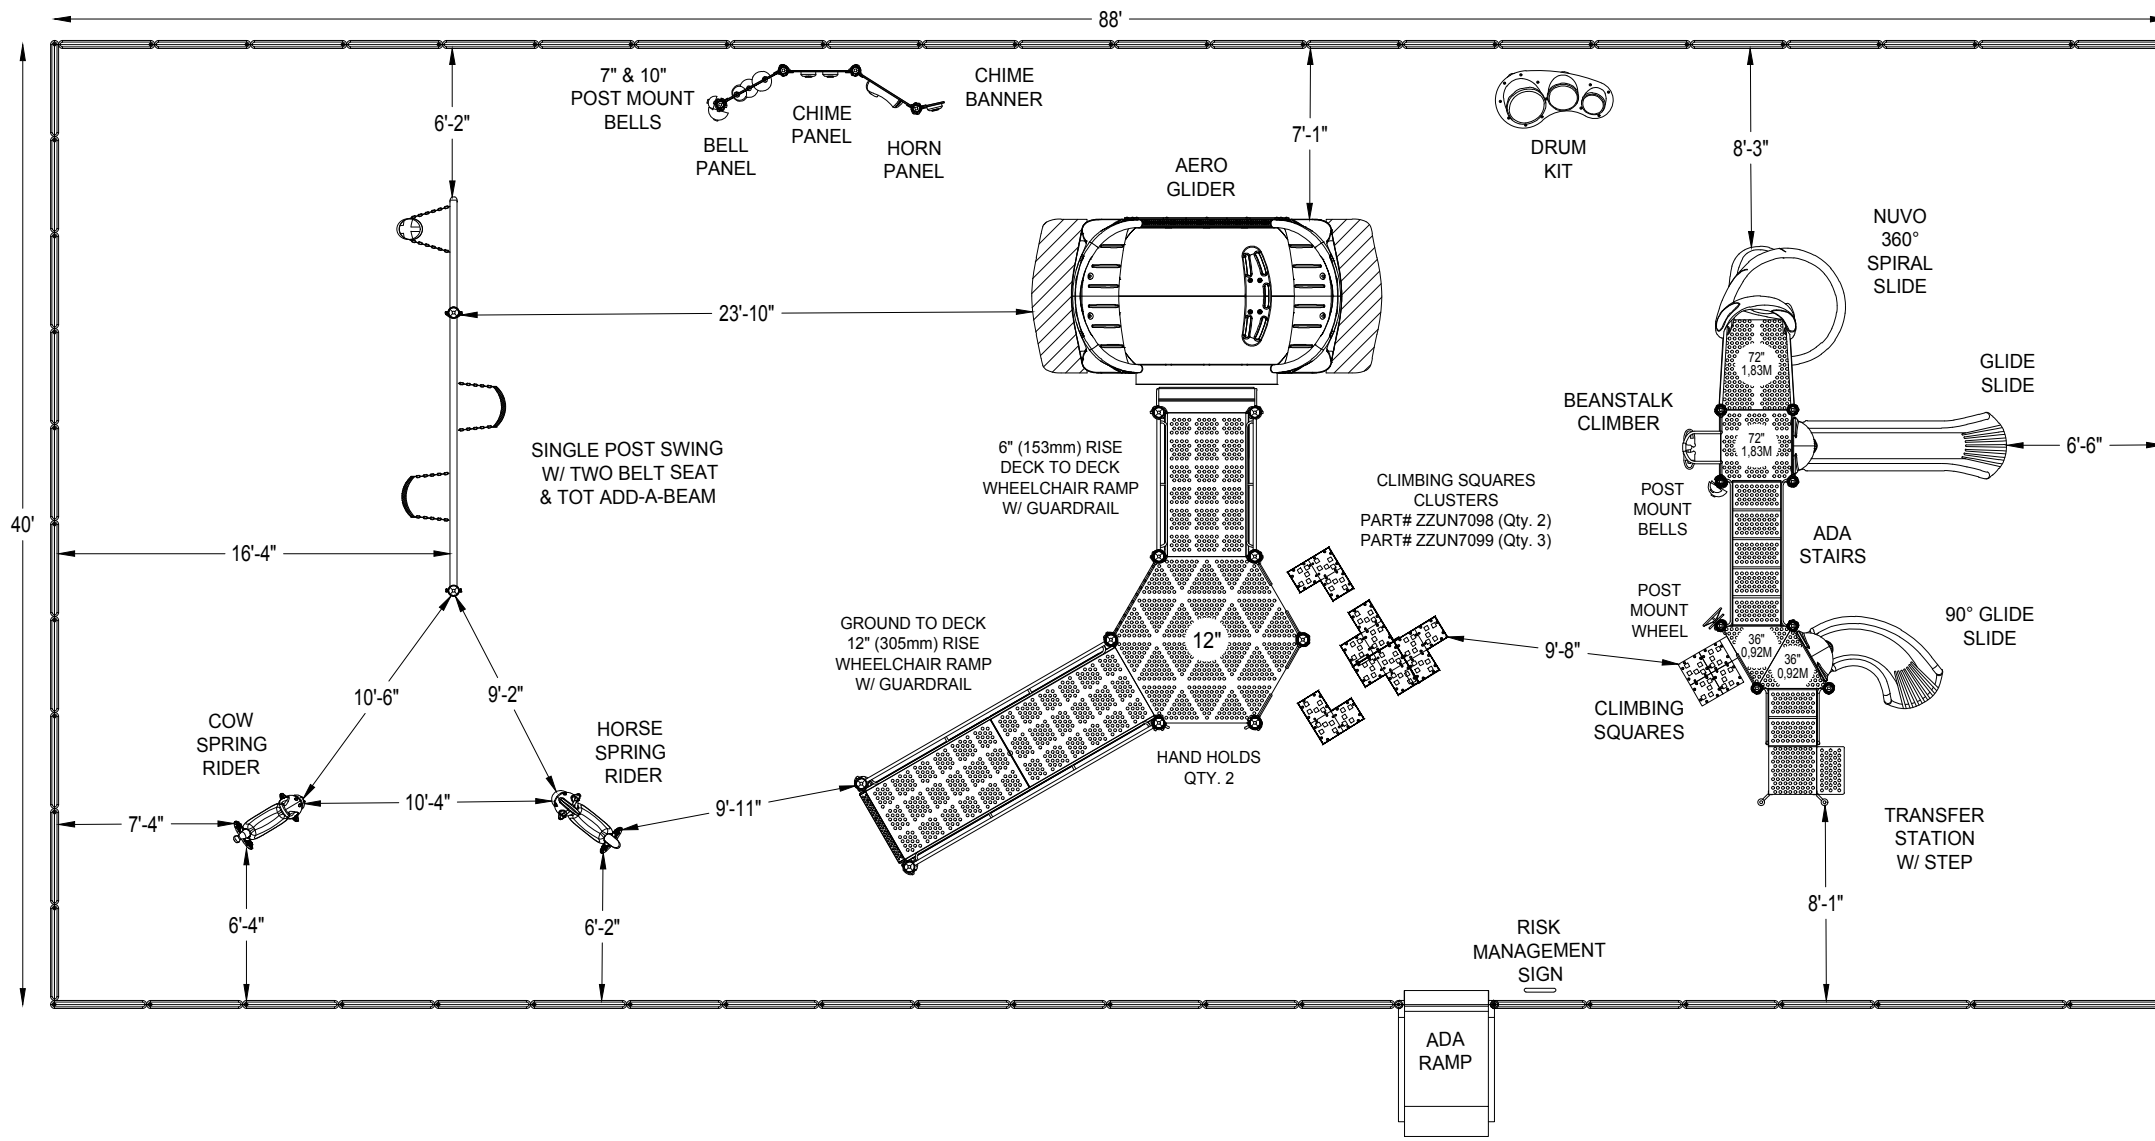 88'
40'
6'-2"
7" & 10"
POST MOUNT
BELLS
BELL
PANEL
CHIME
PANEL
HORN
PANEL
CHIME
BANNER
7'-1"
AERO
GLIDER
DRUM
KIT
8'-3"
NUVO
360°
SPIRAL
SLIDE
23'-10"
72"
1,83M
GLIDE
SLIDE
BEANSTALK
CLIMBER
72"
1,83M
6'-6"
SINGLE POST SWING
W/ TWO BELT SEAT
& TOT ADD-A-BEAM
6" (153mm) RISE
DECK TO DECK
WHEELCHAIR RAMP
W/ GUARDRAIL
CLIMBING SQUARES
CLUSTERS
PART# ZZUN7098 (Qty. 2)
PART# ZZUN7099 (Qty. 3)
POST
MOUNT
BELLS
ADA
STAIRS
16'-4"
POST
MOUNT
WHEEL
90° GLIDE
SLIDE
GROUND TO DECK
12" (305mm) RISE
WHEELCHAIR RAMP
W/ GUARDRAIL
12"
9'-8"
36"
0,92M
36"
0,92M
10'-6"
9'-2"
COW
SPRING
RIDER
HORSE
SPRING
RIDER
CLIMBING
SQUARES
HAND HOLDS
QTY. 2
10'-4"
9'-11"
7'-4"
TRANSFER
STATION
W/ STEP
6'-4"
6'-2"
8'-1"
RISK
MANAGEMENT
SIGN
ADA
RAMP